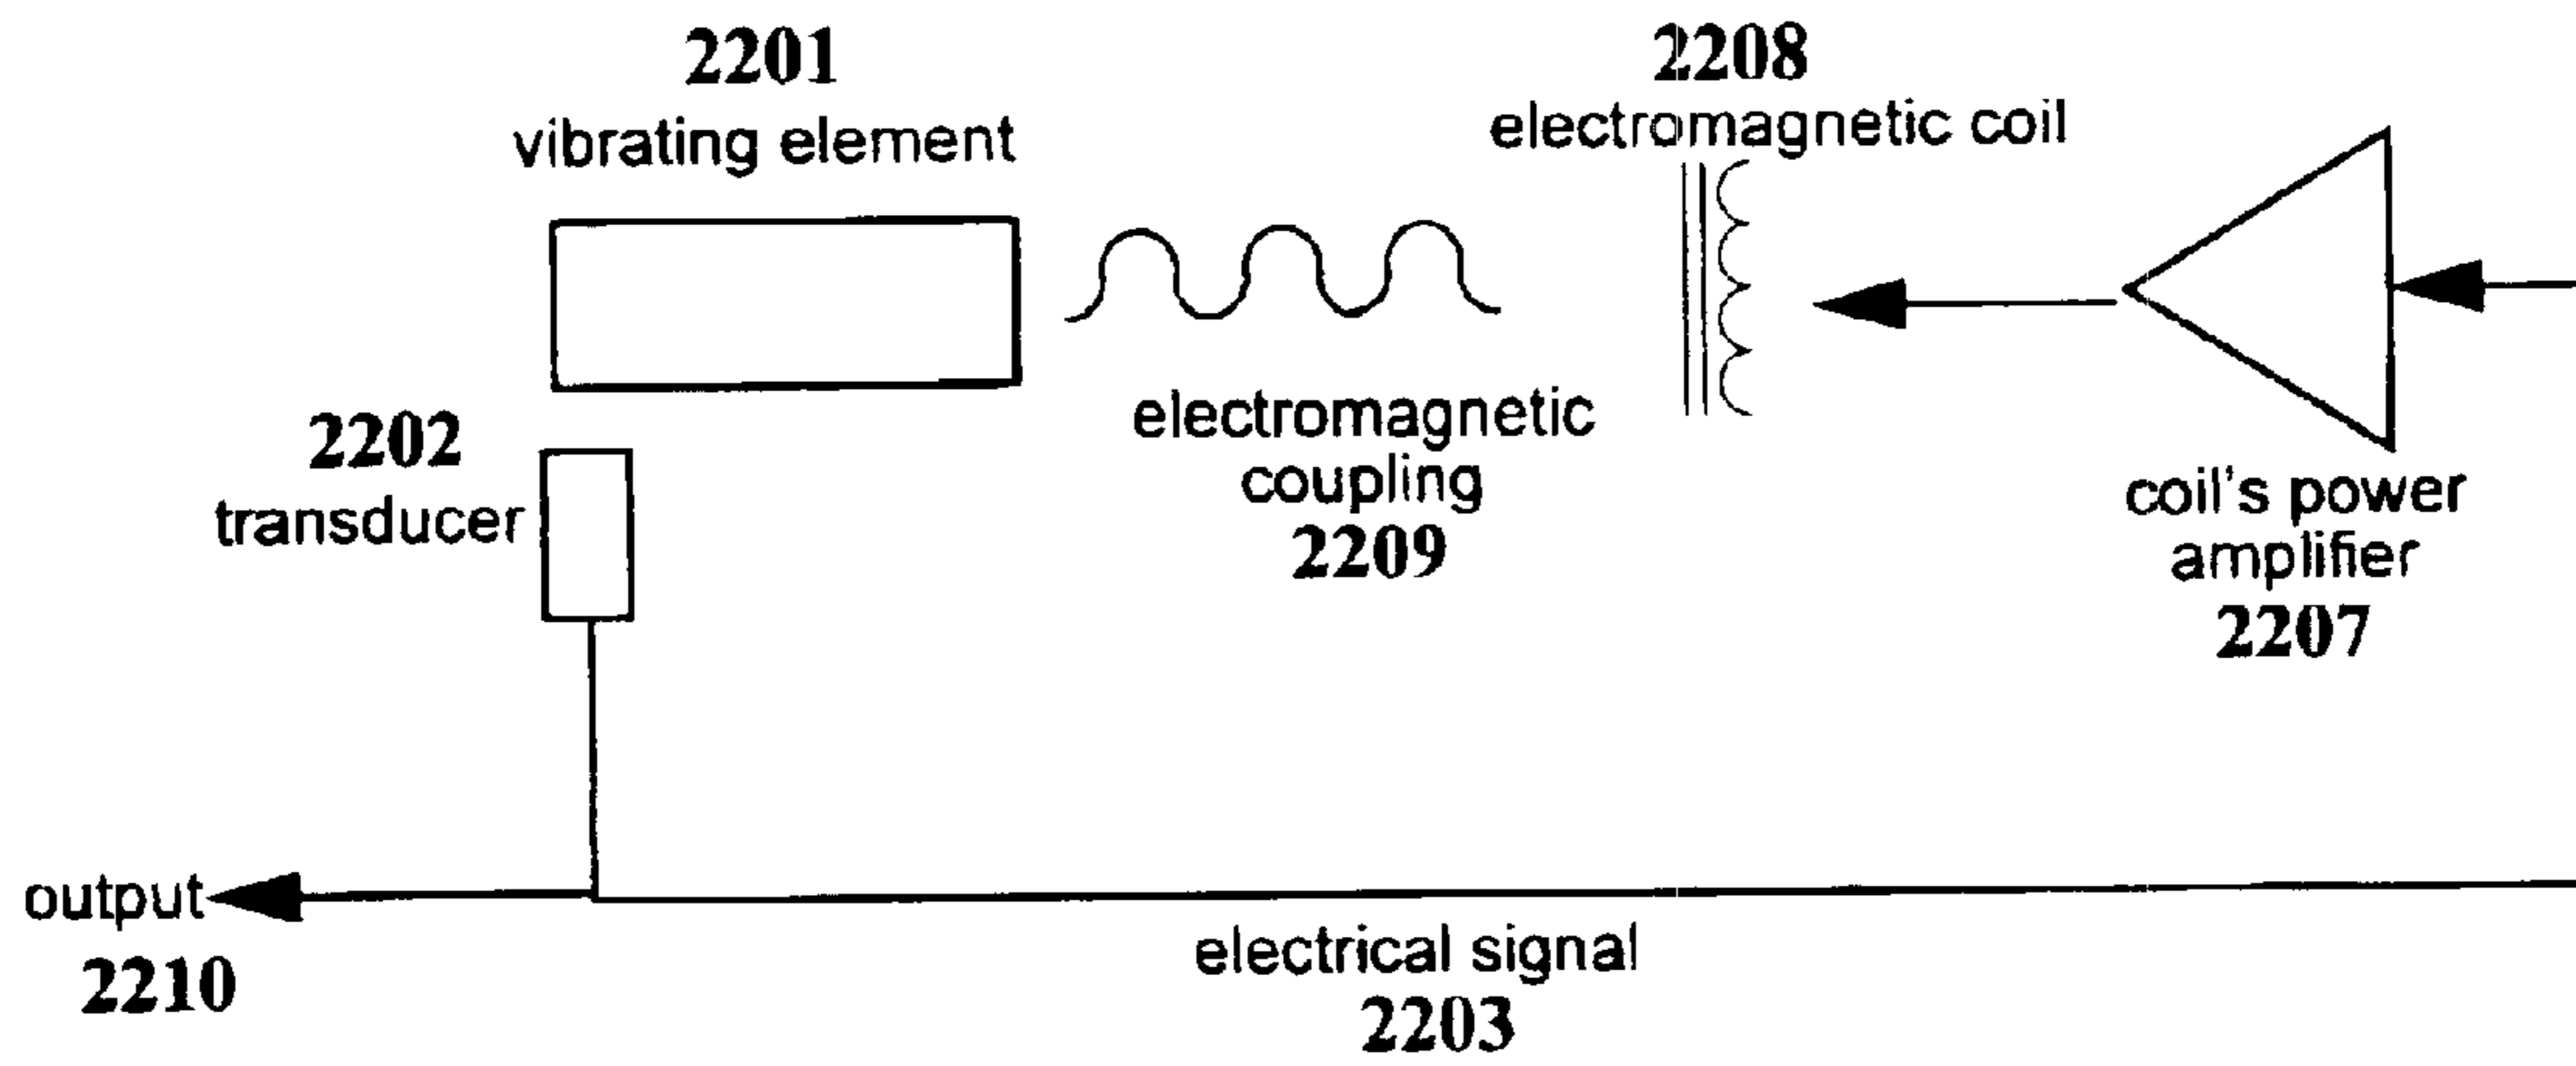 2201
vibrating element
2208
electromagnetic coil
2202
transducer
electromagnetic
coupling
2209
coil's power
amplifier
2207
output
2210
electrical signal
2203